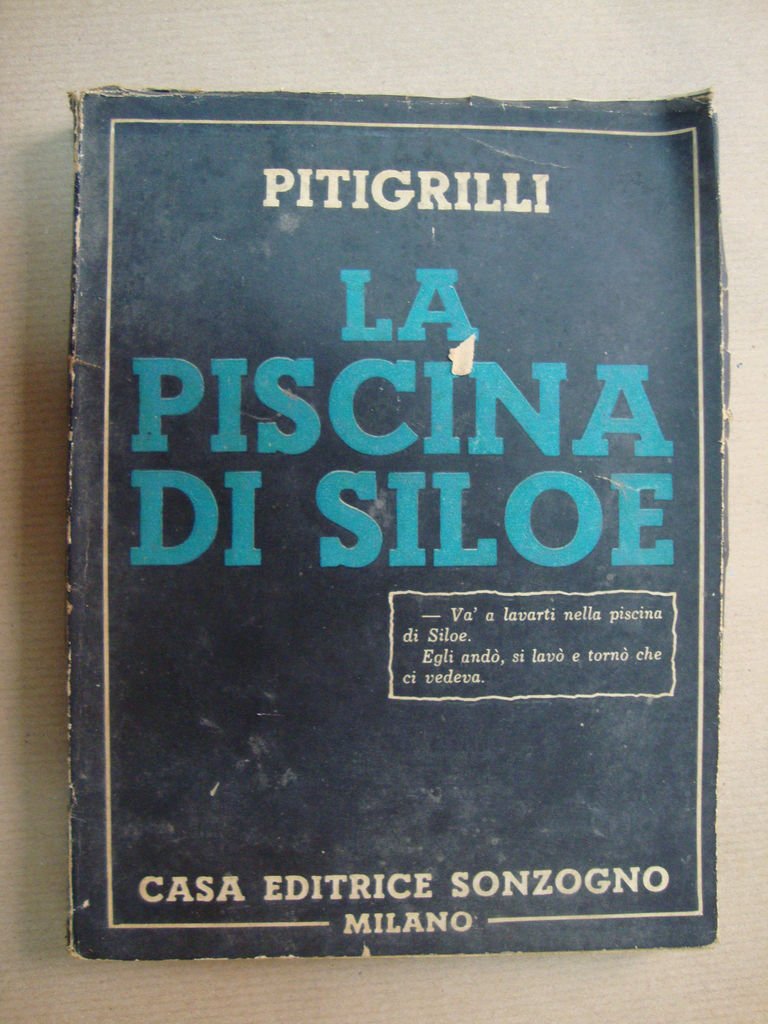 PITIGRILLI
LA
PISCINA
DI SILOE
— Va' a lavarti nella piscina
di Siloe.
Egli andò, si lavò e tornò che
ci vedeva.
CASA EDITRICE SONZOGNO
MILANO